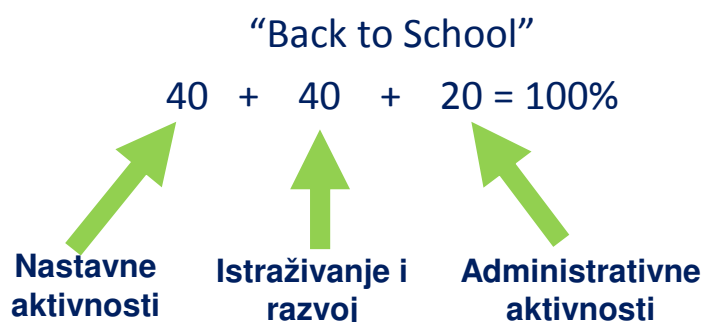 “Back to School”
40 + 40 + 20 = 100%
Nastavne
aktivnosti
Istraživanje i
razvoj
Administrativne
aktivnosti